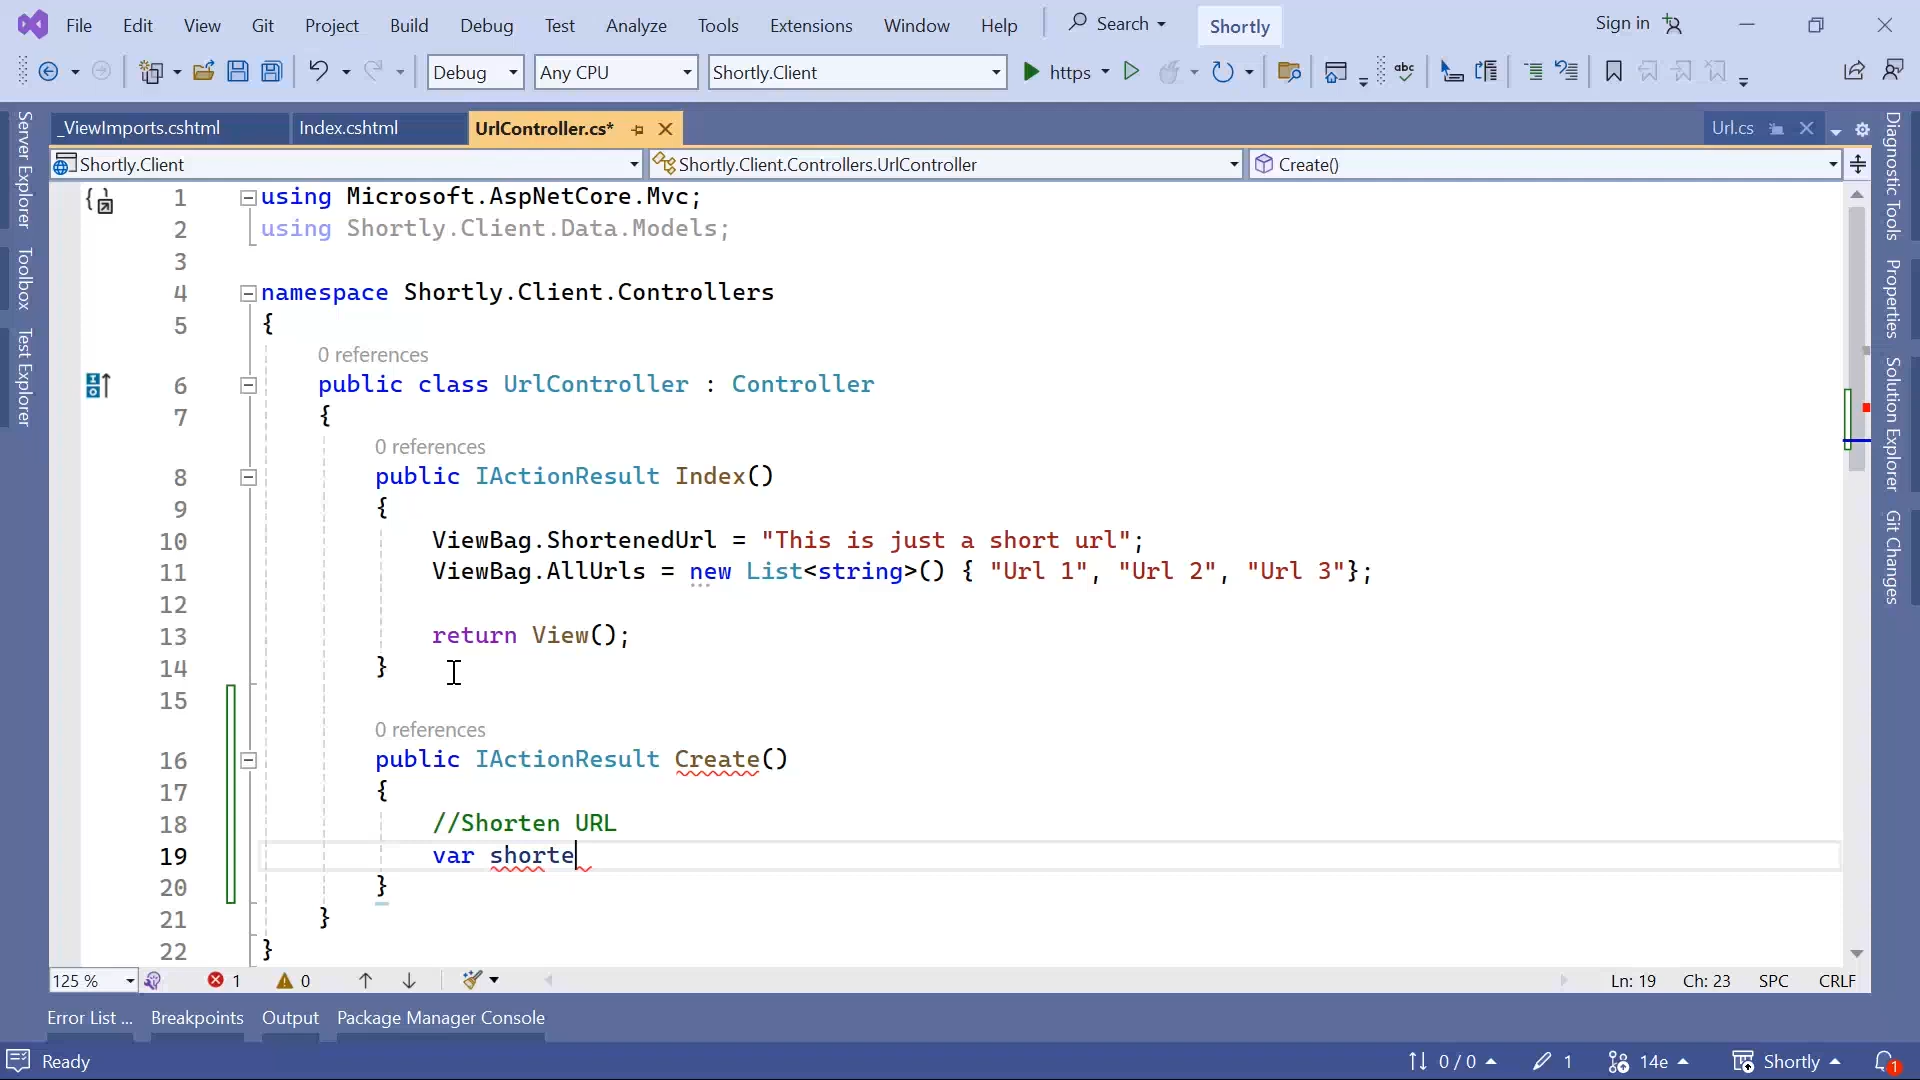 File Edit View Git Project Build Debug Test Analyze Tools Extensions Window Help Search Shortly Sign in
Debug Any CPU Shortly.Client https abc
_ViewImports.cshtml Index.cshtml UrlController.cs* Url.cs
Shortly.Client Shortly.Client.Controllers.UrlController Create()
Server Explorer
Toolbox
Test Explorer
1 using Microsoft.AspNetCore.Mvc;
2 using Shortly.Client.Data.Models;
3
4 namespace Shortly.Client.Controllers
5 {
0 references
6 public class UrlController : Controller
7 {
0 references
8 public IActionResult Index()
9 {
10 ViewBag.ShortenedUrl = "This is just a short url";
11 ViewBag.AllUrls = new List<string>() { "Url 1", "Url 2", "Url 3"};
12
13 return View();
14 }
15
0 references
16 public IActionResult Create()
17 {
18 //Shorten URL
19 var shorte
20 }
21 }
22 }
Diagnostic Tools
Properties
Solution Explorer
Git Changes
125 % 1 0 Ln: 19 Ch: 23 SPC CRLF
Error List ... Breakpoints Output Package Manager Console
Ready 0 / 0 1 14e Shortly 1